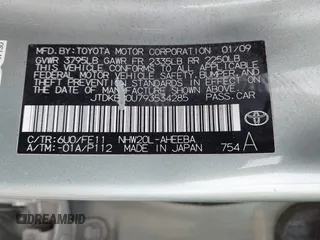 MFD. BY: TOYOTA MOTOR CORPORATION 01/09
GVWR 3795LB GAWR FR 2335LB RR 2250LB
THIS VEHICLE CONFORMS TO ALL APPLICABLE
FEDERAL MOTOR VEHICLE SAFETY, BUMPER, AND
THEFT PREVENTION STANDARDS IN EFFECT ON THE
DATE OF MANUFACTURE SHOWN ABOVE.
PASS.CAR
C/TR: 6U0/FE11 NHW20L-AHEEBA
A/TM: -01A/P112 MADE IN JAPAN 754 A
TOYOTA
DREAMBID